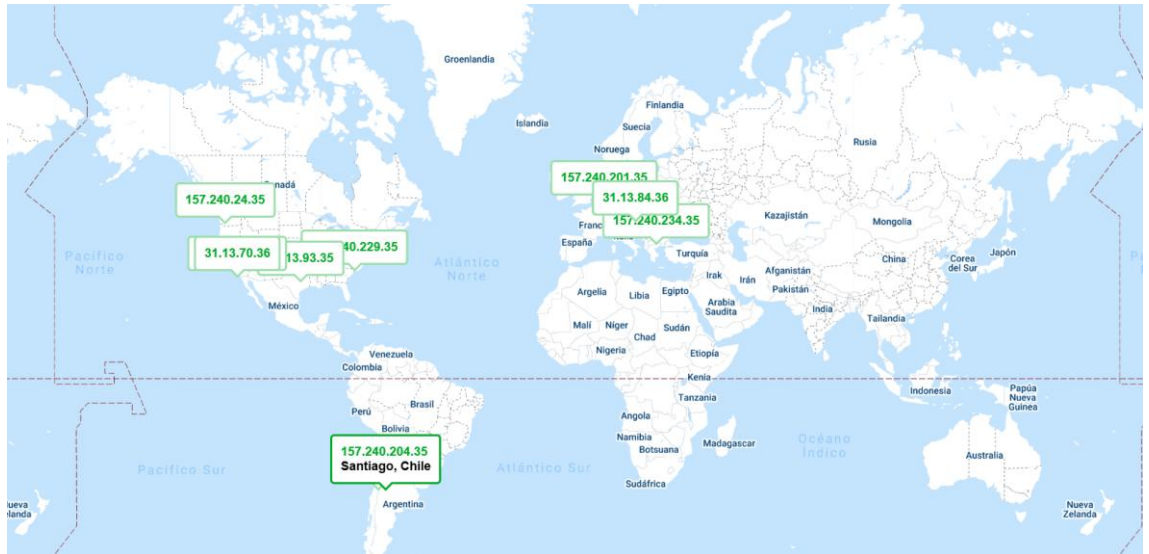 Groenlandia
Finlandia
Islandia
Suecia
Noruega
Rusia
157.240.201.35
nadá
157.240.24.35
31.13.84.36
157.240.234.35
Kazajistán
Mongolia
Franc
40.229.35
31.13.70.36
13.93.35
España
Turquía
China
Japón
Corea
del Sur
Pacífico
Norte
Atlántico
Norte
Irak
Irán
Afganistán
Pakistán
Argelia
Libia
Egipto
Arabia
Saudita
India
México
Tailandia
Malí
Níger
Chad
Sudán
Nigeria
Etiopía
Venezuela
Colombia
Kenia
Tanzania
Indonesia
Papúa
Nueva
Guinea
Perú
Brasil
Bolivia
Angola
Namibia
Botsuana
Madagascar
Océano
Índico
157.240.204.35
Santiago, Chile
Pacífico Sur
Atlántico Sur
Australia
Sudáfrica
Argentina
ueva
elanda
Nueva
Zelanda